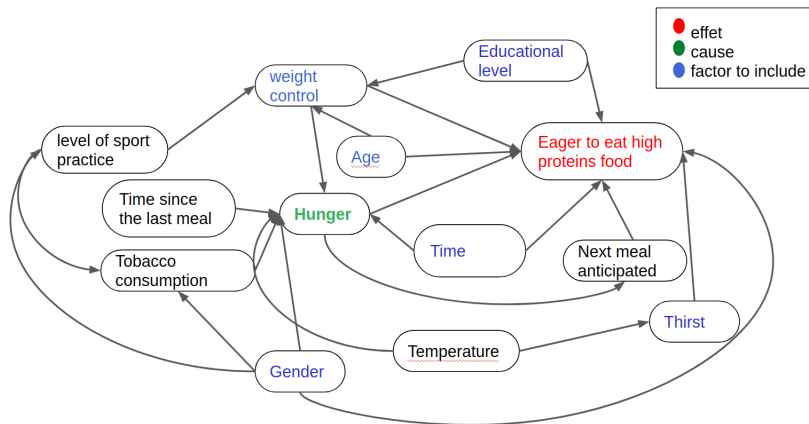 effet
cause
factor to include
Educational
level
weight
control
level of sport
practice
Eager to eat high
proteins food
Age
Time since
the last meal
Hunger
Time
Next meal
anticipated
Tobacco
consumption
Thirst
Temperature
Gender